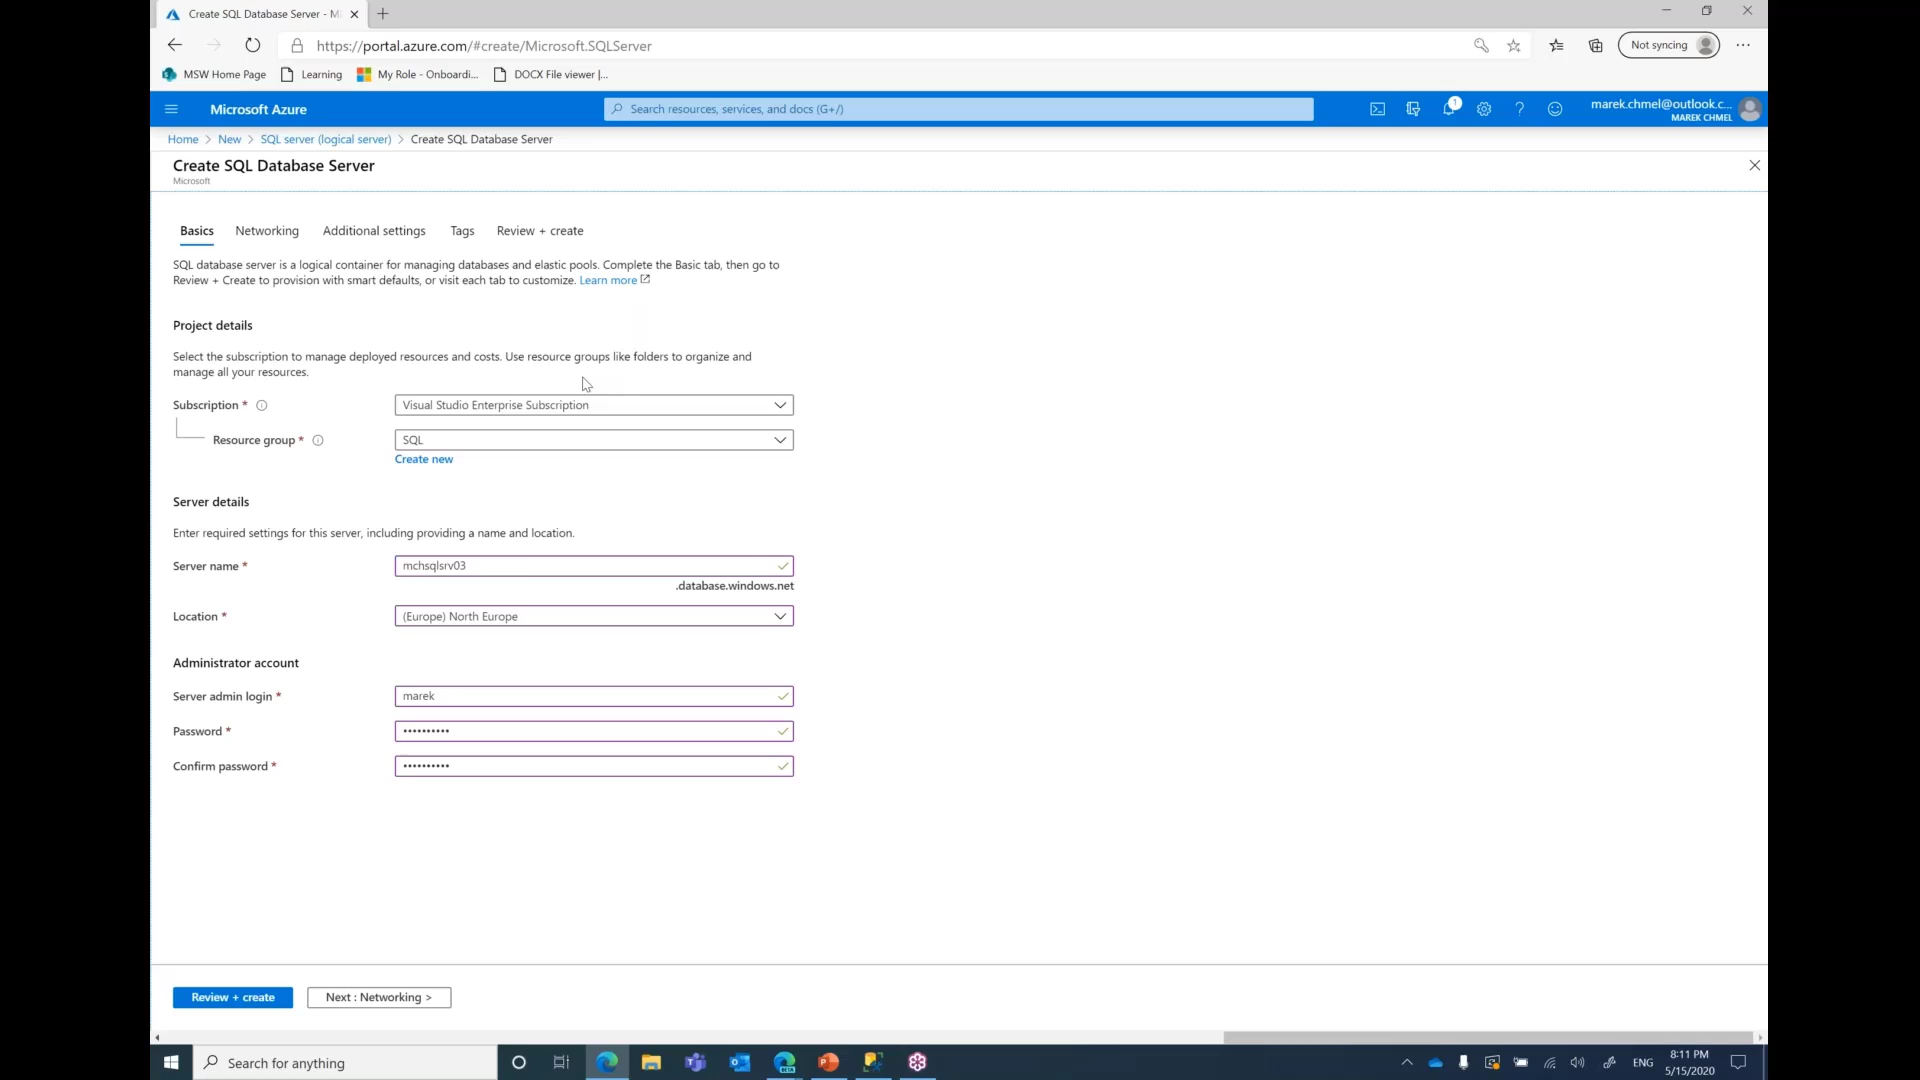 Create SQL Database Server - M
https://portal.azure.com/#create/Microsoft.SQLServer
Not syncing
MSW Home Page
Learning
My Role - Onboardi...
DOCX File viewer |...
Microsoft Azure
Search resources, services, and docs (G+/)
1
marek.chmel@outlook.c...
MAREK CHMEL
Home > New > SQL server (logical server) > Create SQL Database Server
Create SQL Database Server
Microsoft
Basics
Networking
Additional settings
Tags
Review + create
SQL database server is a logical container for managing databases and elastic pools. Complete the Basic tab, then go to
Review + Create to provision with smart defaults, or visit each tab to customize. Learn more
Project details
Select the subscription to manage deployed resources and costs. Use resource groups like folders to organize and
manage all your resources.
Subscription *
Visual Studio Enterprise Subscription
Resource group *
SQL
Create new
Server details
Enter required settings for this server, including providing a name and location.
Server name *
mchsqlsrv03
.database.windows.net
Location *
(Europe) North Europe
Administrator account
Server admin login *
marek
Password *
••••••••••
Confirm password *
••••••••••
Review + create
Next : Networking >
Search for anything
BETA
ENG
8:11 PM
5/15/2020